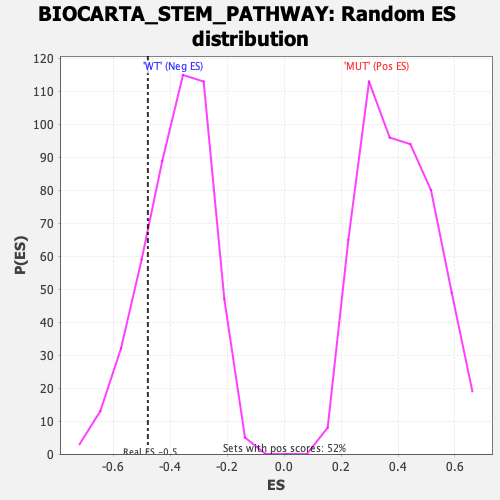 BIOCARTA_STEM_PATHWAY: Random ES
distribution
'WT' (Neg ES)
'MUT' (Pos ES)
120
110
100
90
80
70
60
50
40
30
20
10
0
P(ES)
Real ES -0.5
Sets with pos scores: 52%
-0.6 -0.4 -0.2 0.0 0.2 0.4 0.6
ES